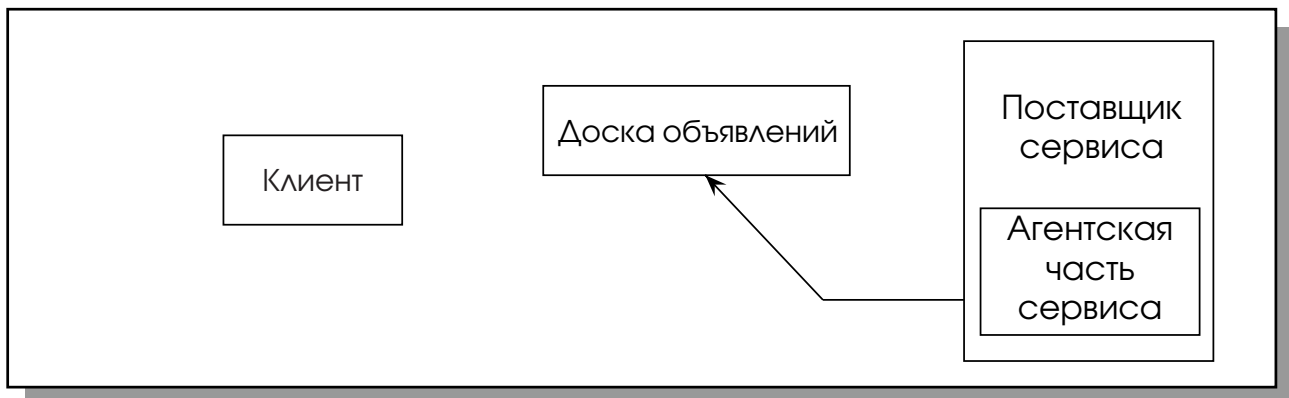 Клиент
Доска объявлений
Поставщик
сервиса
Агентская
часть
сервиса